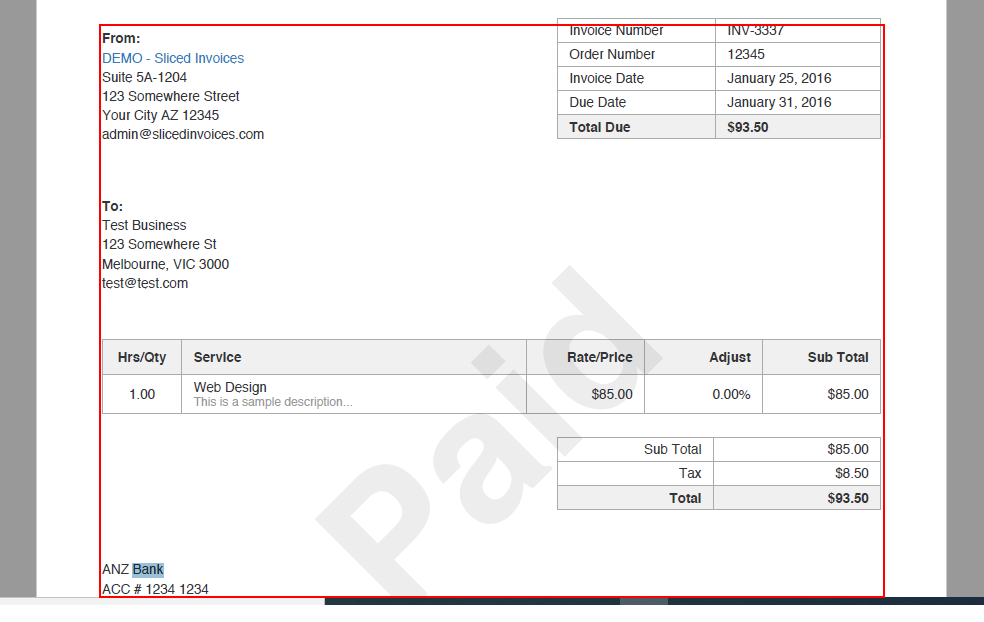 From:
DEMO - Sliced Invoices
Suite 5A-1204
123 Somewhere Street
Your City AZ 12345
admin@slicedinvoices.com
Invoice Number INV-3337
Order Number 12345
Invoice Date January 25, 2016
Due Date January 31, 2016
Total Due $93.50
To:
Test Business
123 Somewhere St
Melbourne, VIC 3000
test@test.com
Hrs/Qty Service Rate/Price Adjust Sub Total
1.00 Web Design $85.00 0.00% $85.00
This is a sample description...
Sub Total $85.00
Tax $8.50
Total $93.50
Paid
ANZ Bank
ACC # 1234 1234